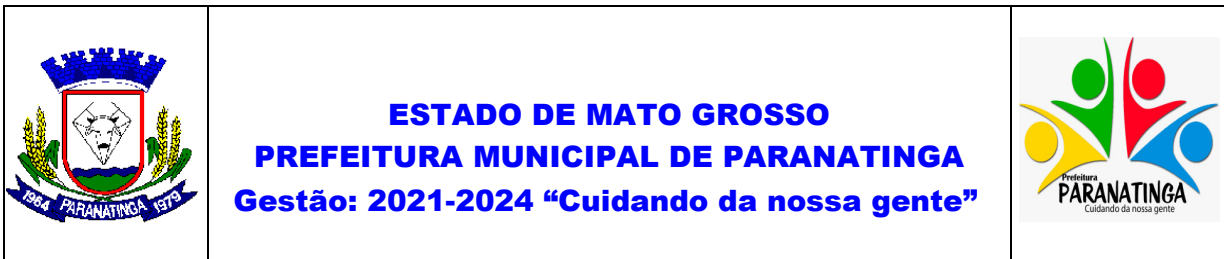 1964 PARANATINGA 1979
ESTADO DE MATO GROSSO
PREFEITURA MUNICIPAL DE PARANATINGA
Gestão: 2021-2024 “Cuidando da nossa gente”
Prefeitura
PARANATINGA
Cuidando da nossa gente